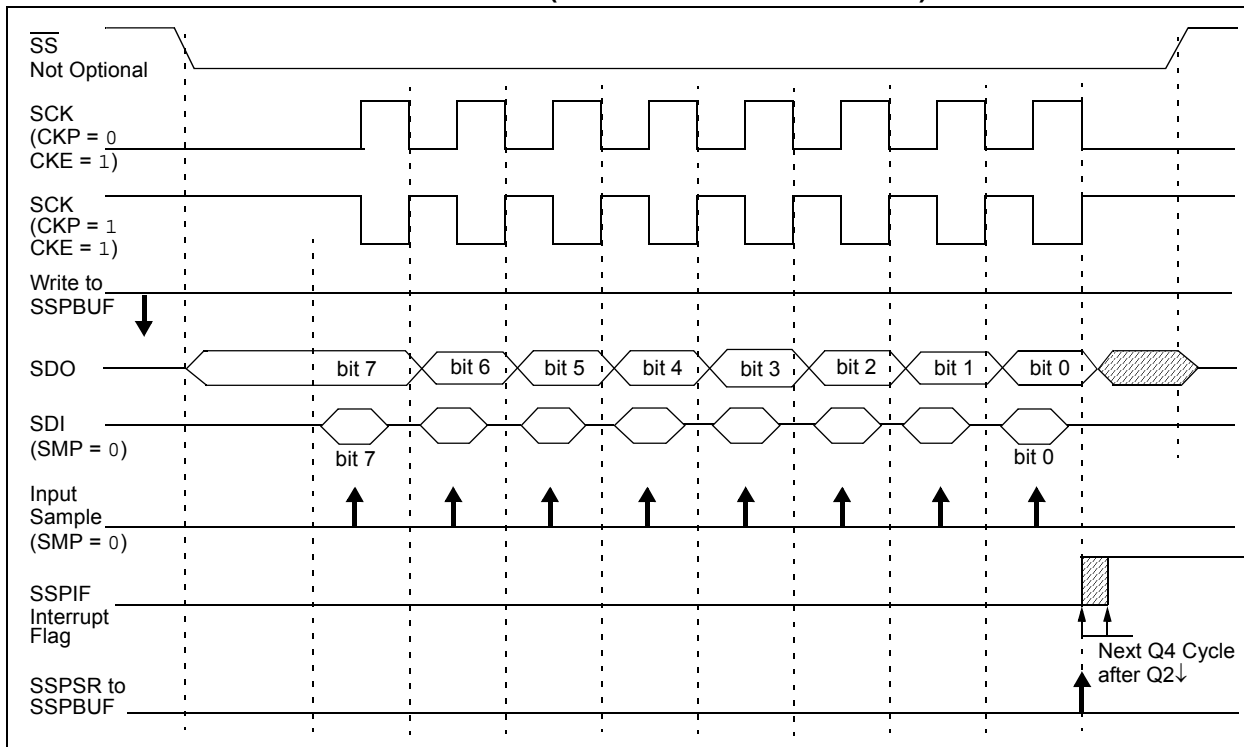 SS
Not Optional
SCK
(CKP = 0
CKE = 1)
SCK
(CKP = 1
CKE = 1)
Write to
SSPBUF
SDO
bit 7
bit 6
bit 5
bit 4
bit 3
bit 2
bit 1
bit 0
SDI
(SMP = 0)
bit 7
bit 0
Input
Sample
(SMP = 0)
SSPIF
Interrupt
Flag
Next Q4 Cycle
after Q2↓
SSPSR to
SSPBUF